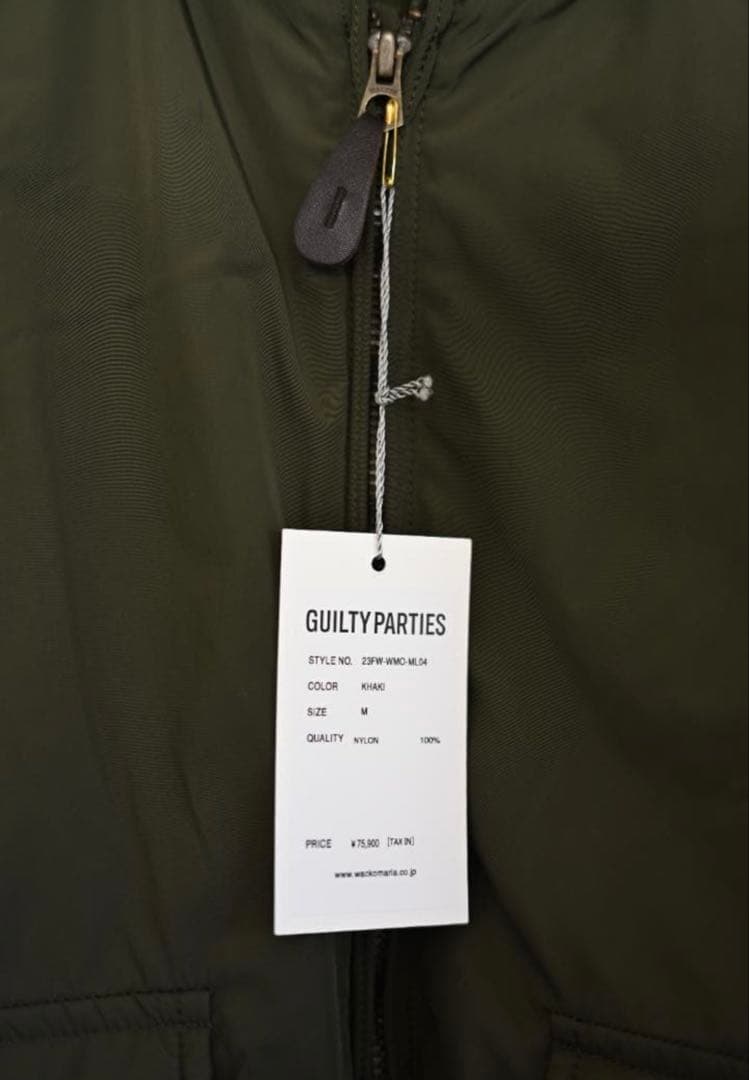 GUILTY PARTIES
STYLE NO. 23FW-WMO-ML04
COLOR KHAKI
SIZE M
QUALITY NYLON 100%
PRICE ¥75,900 [TAX IN]
www.wackomaria.co.jp